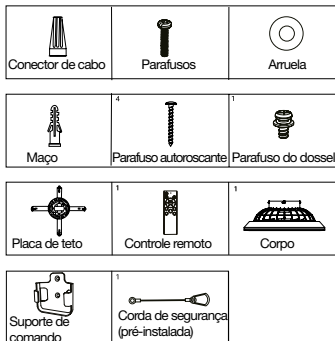 Conector de cabo
Parafusos
Arruela
Maço
4
Parafuso autoroscante
1
Parafuso do dossel
Placa de teto
1
Controle remoto
1
Corpo
Suporte de
comando
1
Corda de segurança
(pré-instalada)